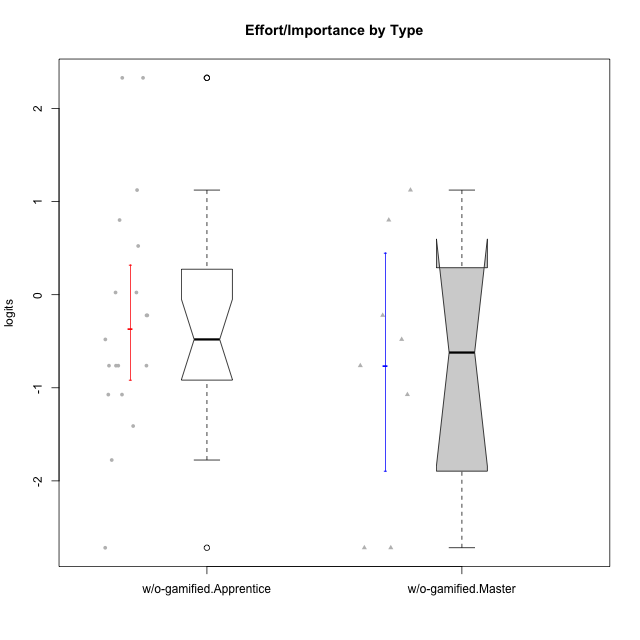 Effort/Importance by Type
logits
2
1
0
-1
-2
w/o-gamified.Apprentice
w/o-gamified.Master